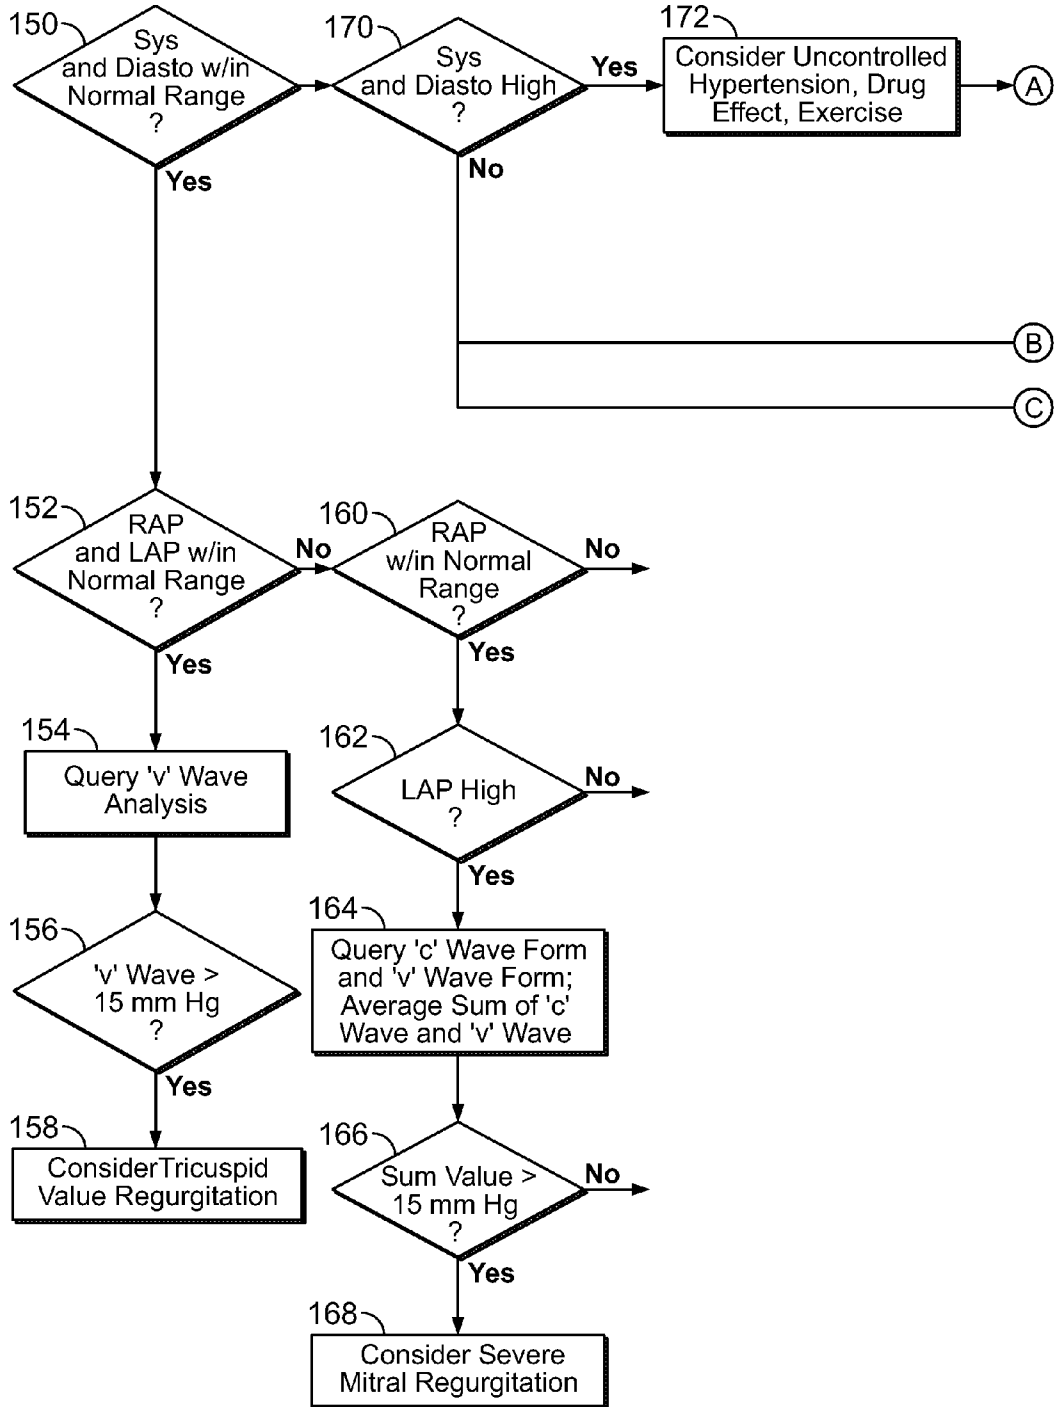 150
Sys
and Diasto w/in
Normal Range
?
Yes
170
Sys
and Diasto High
?
Yes
No
172
Consider Uncontrolled
Hypertension, Drug
Effect, Exercise
A
B
C
152
RAP
and LAP w/in
Normal Range
?
No
Yes
160
RAP
w/in Normal
Range
?
No
Yes
154
Query 'v' Wave
Analysis
162
LAP High
?
No
Yes
156
'v' Wave >
15 mm Hg
?
Yes
164
Query 'c' Wave Form
and 'v' Wave Form;
Average Sum of 'c'
Wave and 'v' Wave
158
ConsiderTricuspid
Value Regurgitation
166
Sum Value >
15 mm Hg
?
No
Yes
168
Consider Severe
Mitral Regurgitation